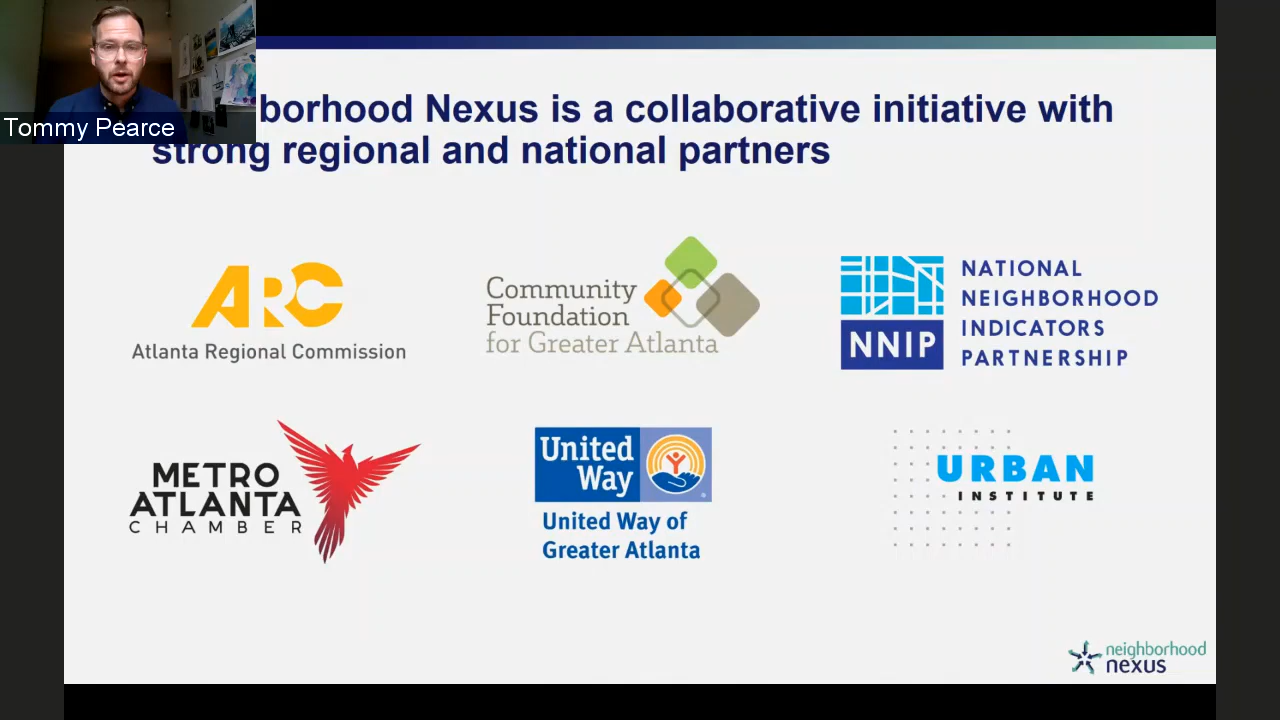 Tommy Pearce
borhood Nexus is a collaborative initiative with
strong regional and national partners
ARC
Atlanta Regional Commission
Community
Foundation
for Greater Atlanta
NNIP
NATIONAL
NEIGHBORHOOD
INDICATORS
PARTNERSHIP
METRO
ATLANTA
CHAMBER
United
Way
United Way of
Greater Atlanta
URBAN
INSTITUTE
neighborhood
nexus